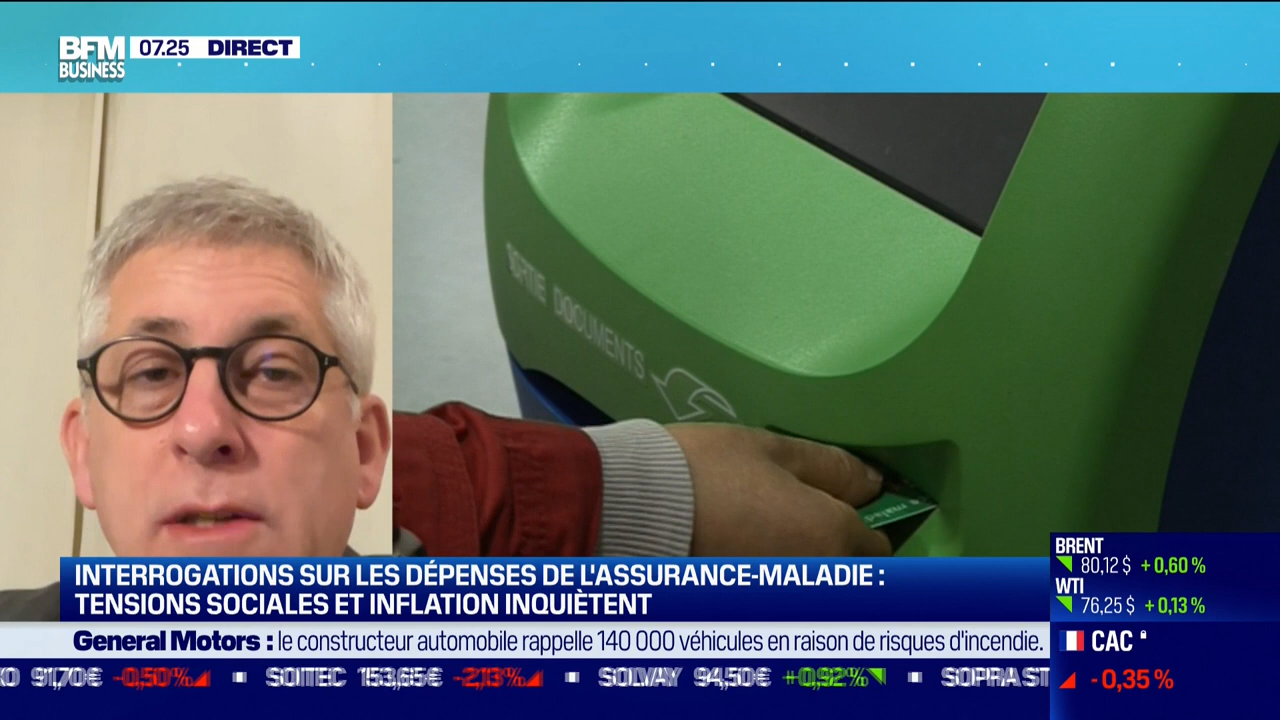 BFM
BUSINESS
07.25 DIRECT
SORTIE DOCUMENTS
INTERROGATIONS SUR LES DÉPENSES DE L'ASSURANCE-MALADIE :
TENSIONS SOCIALES ET INFLATION INQUIÈTENT
General Motors : le constructeur automobile rappelle 140 000 véhicules en raison de risques d'incendie.
91,70€ -0,50% SOITEC 153,65€ -2,13% SOLVAY 94,50€ +0,92% SOPRA ST
BRENT
80,12 $ +0,60 %
WTI
76,25 $ +0,13 %
CAC
-0,35 %